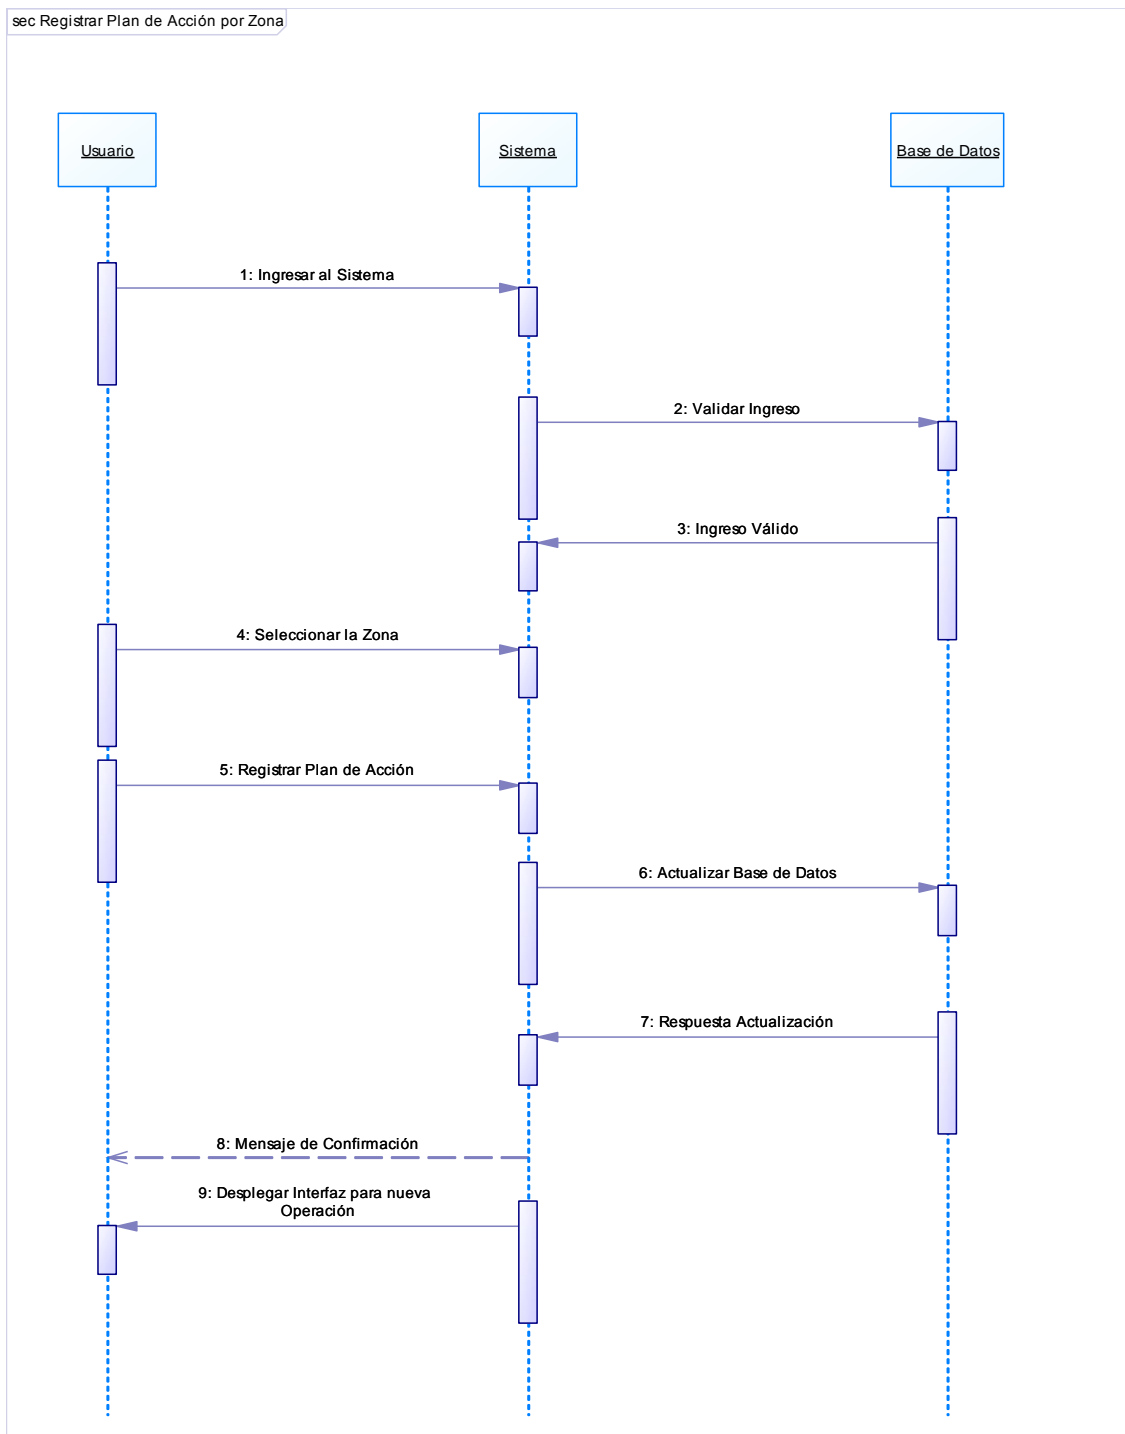 sec Registrar Plan de Acción por Zona
Usuario
Sistema
Base de Datos
1: Ingresar al Sistema
2: Validar Ingreso
3: Ingreso Válido
4: Seleccionar la Zona
5: Registrar Plan de Acción
6: Actualizar Base de Datos
7: Respuesta Actualización
8: Mensaje de Confirmación
9: Desplegar Interfaz para nueva
Operación